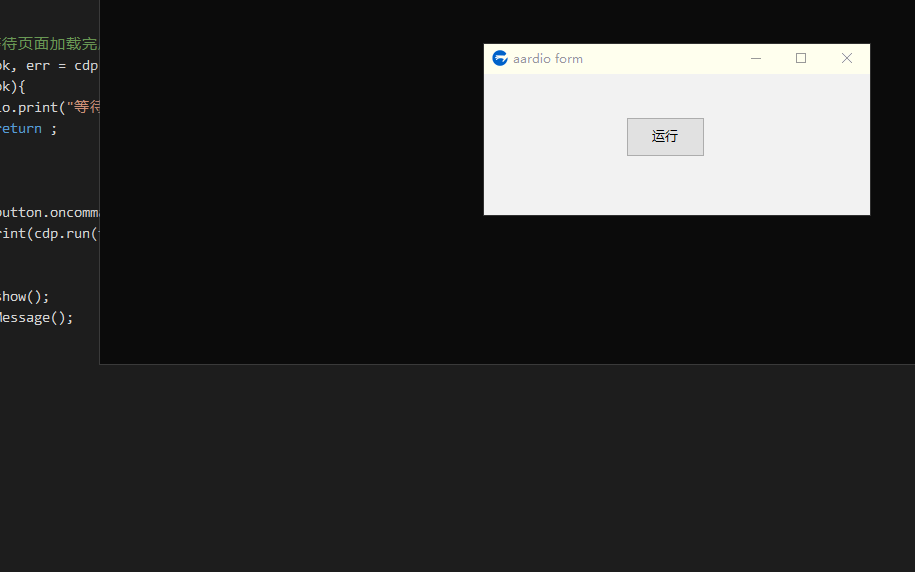 待页面加载完
ok, err = cdp
ok){
io.print("等待
return ;
button.oncomma
rint(cdp.run(
show();
Message();
aardio form
运行